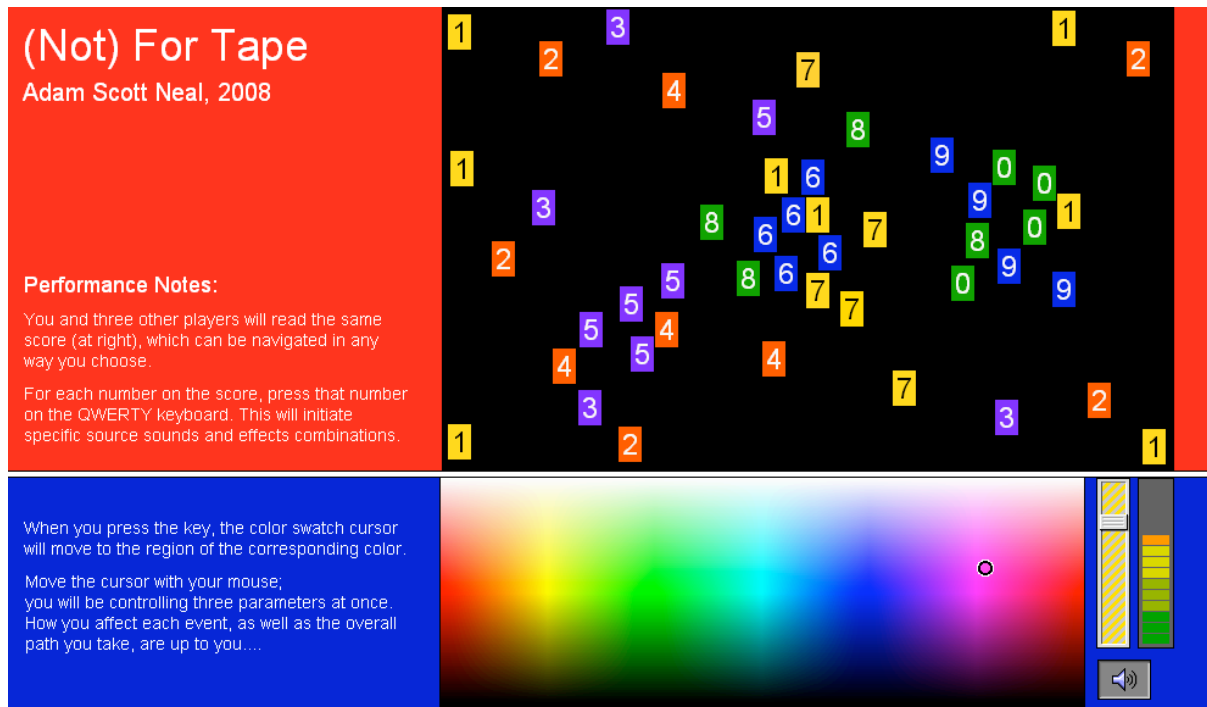 (Not) For Tape
Adam Scott Neal, 2008
Performance Notes:
You and three other players will read the same
score (at right), which can be navigated in any
way you choose.
For each number on the score, press that number
on the QWERTY keyboard. This will initiate
specific source sounds and effects combinations.
1 3 1
2 2
7
4
5
8
9
1 0
1 6 0
3 9
6 1 1
8 7 0
6 8
2 6 9
5 8 6 7 0 9
5 7
5 4
5 4
4
7 2
3 3
1 2 1
When you press the key, the color swatch cursor
will move to the region of the corresponding color.
Move the cursor with your mouse;
you will be controlling three parameters at once.
How you affect each event, as well as the overall
path you take, are up to you....